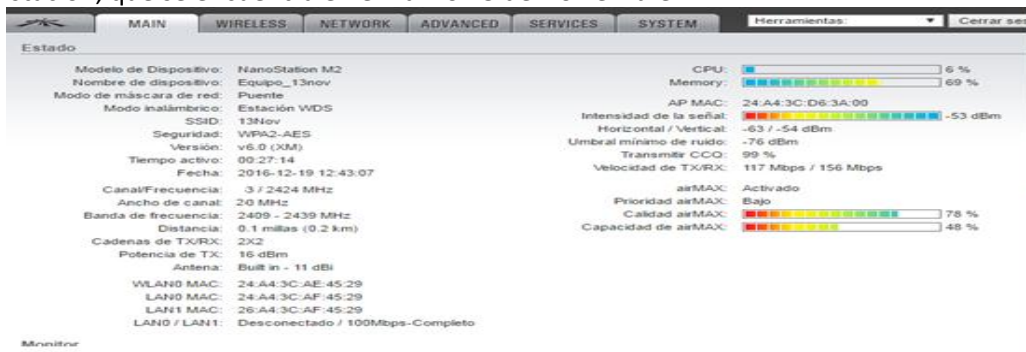 MAIN WIRELESS NETWORK ADVANCED SERVICES SYSTEM Herramientas: Cerrar ses
Estado
Modelo de Dispositivo: NanoStation M2
Nombre de dispositivo: Equipo_13nov
Modo de máscara de red: Puente
Modo inalámbrico: Estación WDS
SSID: 13Nov
Seguridad: WPA2-AES
Versión: v6.0 (XM)
Tiempo activo: 00:27:14
Fecha: 2016-12-19 12:43:07
Canal/Frecuencia: 3 / 2424 MHz
Ancho de canal: 20 MHz
Banda de frecuencia: 2409 - 2439 MHz
Distancia: 0.1 millas (0.2 km)
Cadenas de TX/RX: 2X2
Potencia de TX: 16 dBm
Antena: Built in - 11 dBi
WLAN0 MAC: 24:A4:3C:AE:45:29
LAN0 MAC: 24:A4:3C:AF:45:29
LAN1 MAC: 26:A4:3C:AF:45:29
LAN0 / LAN1: Desconectado / 100Mbps-Completo
CPU: 6 %
Memory: 69 %
AP MAC: 24:A4:3C:D6:3A:00
Intensidad de la señal: -53 dBm
Horizontal / Vertical: -63 / -54 dBm
Umbral mínimo de ruido: -76 dBm
Transmitir CCQ: 99 %
Velocidad de TX/RX: 117 Mbps / 156 Mbps
airMAX: Activado
Prioridad airMAX: Bajo
Calidad airMAX: 78 %
Capacidad de airMAX: 48 %
Monitor